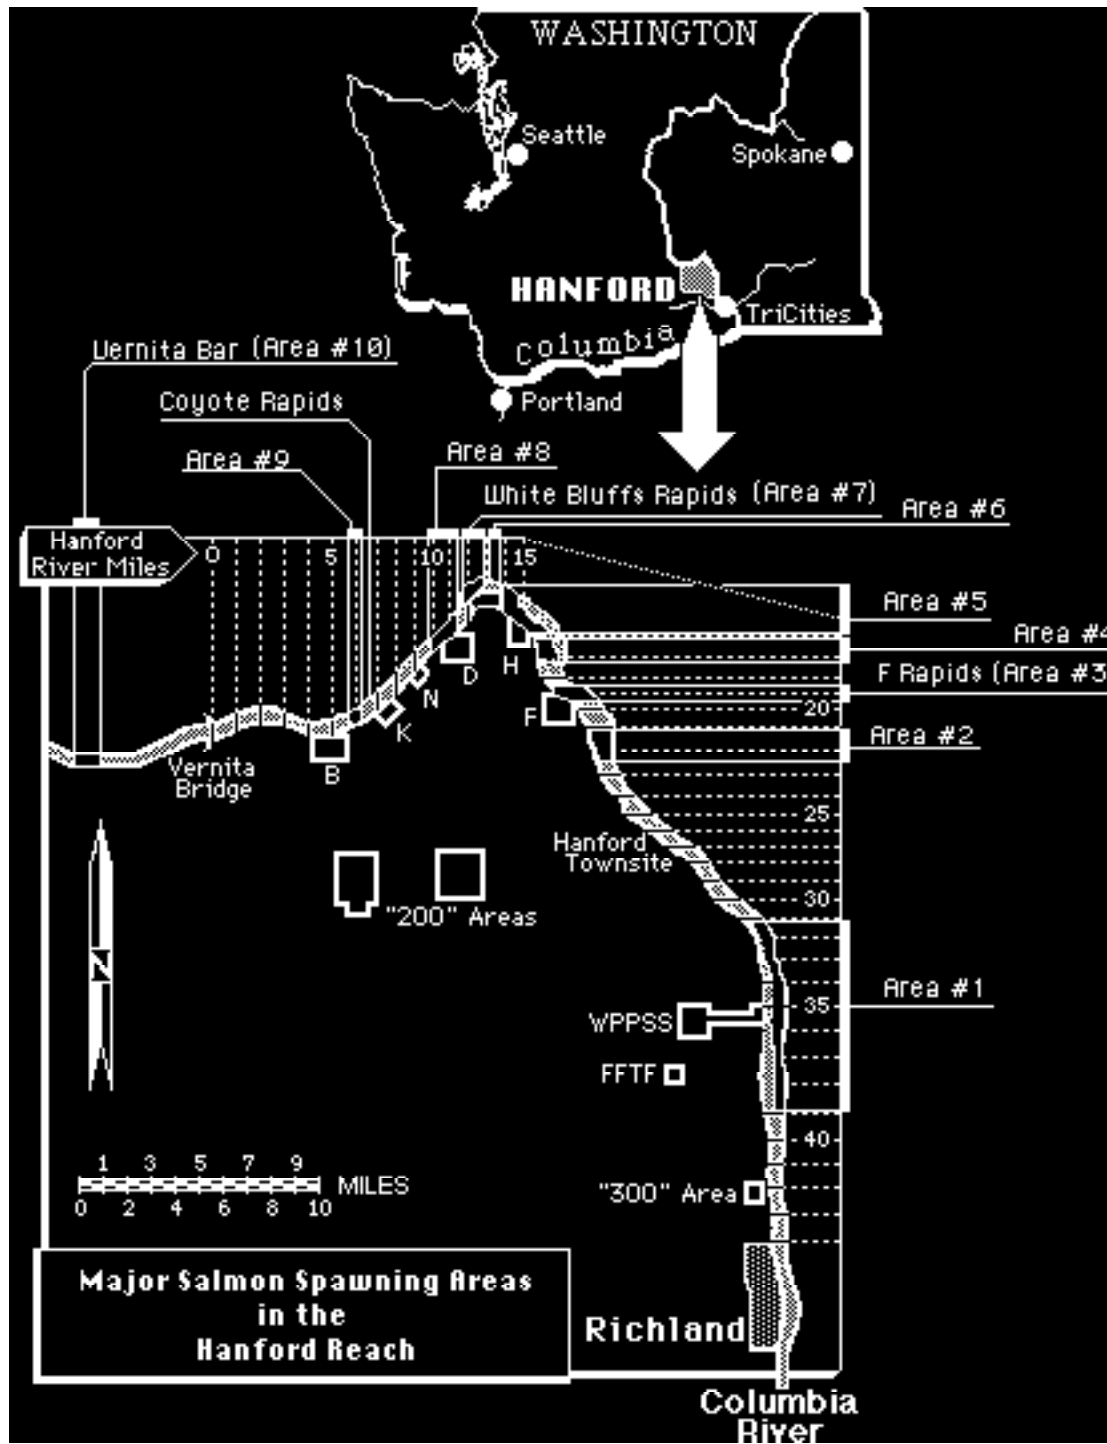 WASHINGTON
Seattle
Spokane
HANFORD
TriCities
Columbia
Portland
Vernita Bar (Area #10)
Coyote Rapids
Area #9
Area #8
White Bluffs Rapids (Area #7)
Area #6
Hanford
River Miles
0
5
10
15
Area #5
Area #4
F Rapids (Area #3
20
Area #2
H
D
N
K
F
B
Vernita
Bridge
25
Hanford
Townsite
30
"200" Areas
N
35
Area #1
WPPSS
FFTF
40
1 3 5 7 9
MILES
0 2 4 6 8 10
"300" Area
Major Salmon Spawning Areas
in the
Hanford Reach
Richland
Columbia
River